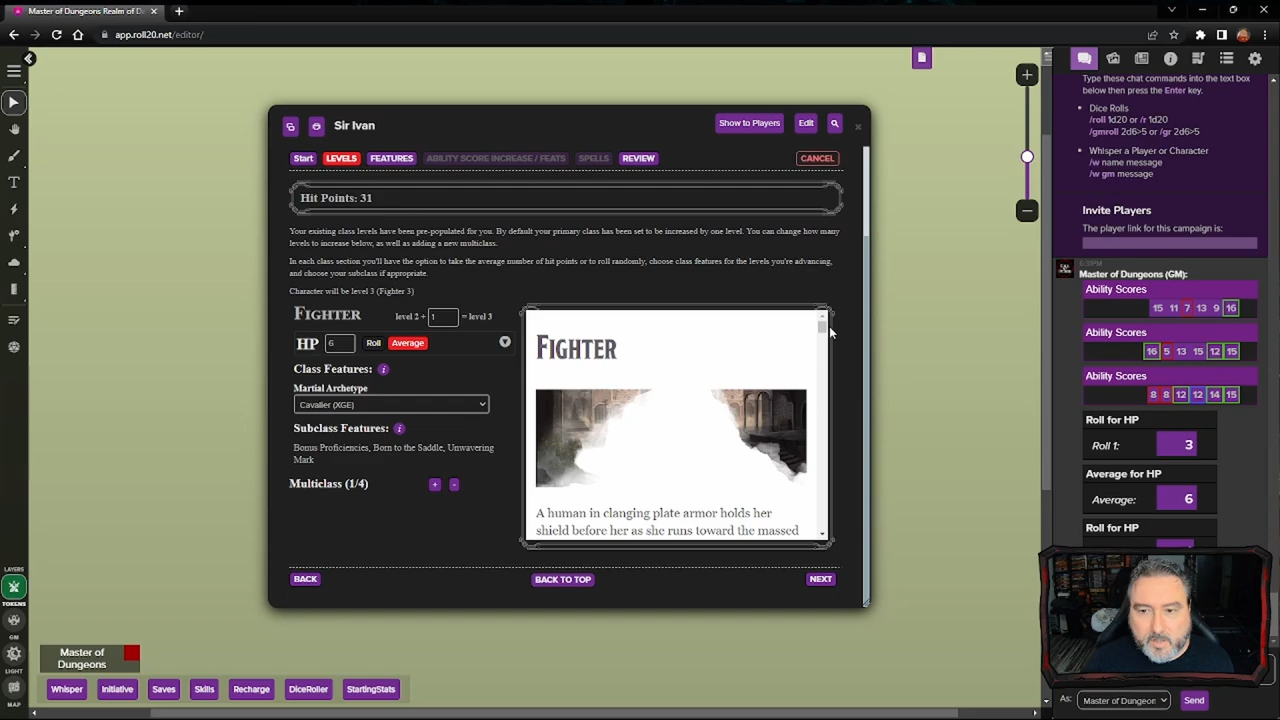 Master of Dungeons Realm of D
app.roll20.net/editor/
Type these chat commands into the text box
below then press the Enter key.
Dice Rolls
/roll 1d20 or /r 1d20
/gmroll 2d6>5 or /gr 2d6>5
Whisper a Player or Character
/w name message
/w gm message
Invite Players
The player link for this campaign is:
Master of Dungeons (GM):
Ability Scores
15 11 7 13 9 16
Ability Scores
16 5 13 15 12 15
Ability Scores
8 8 12 12 14 15
Roll for HP
Roll 1: 3
Average for HP
Average: 6
Roll for HP
As: Master of Dungeon Send
Sir Ivan
Show to Players Edit
Start LEVELS FEATURES ABILITY SCORE INCREASE / FEATS SPELLS REVIEW CANCEL
Hit Points: 31
Your existing class levels have been pre-populated for you. By default your primary class has been set to be increased by one level. You can change how many
levels to increase below, as well as adding a new multiclass.
In each class section you'll have the option to take the average number of hit points or to roll randomly, choose class features for the levels you're advancing,
and choose your subclass if appropriate.
Character will be level 3 (Fighter 3)
FIGHTER level 2 + 1 = level 3
HP 6 Roll Average
Class Features:
Martial Archetype
Cavalier (XGE)
Subclass Features:
Bonus Proficiencies, Born to the Saddle, Unwavering
Mark
Multiclass (1/4) + -
FIGHTER
A human in clanging plate armor holds her
shield before her as she runs toward the massed
BACK BACK TO TOP NEXT
LAYERS
TOKENS
GM
LIGHT
MAP
Master of
Dungeons
Whisper Initiative Saves Skills Recharge DiceRoller StartingStats